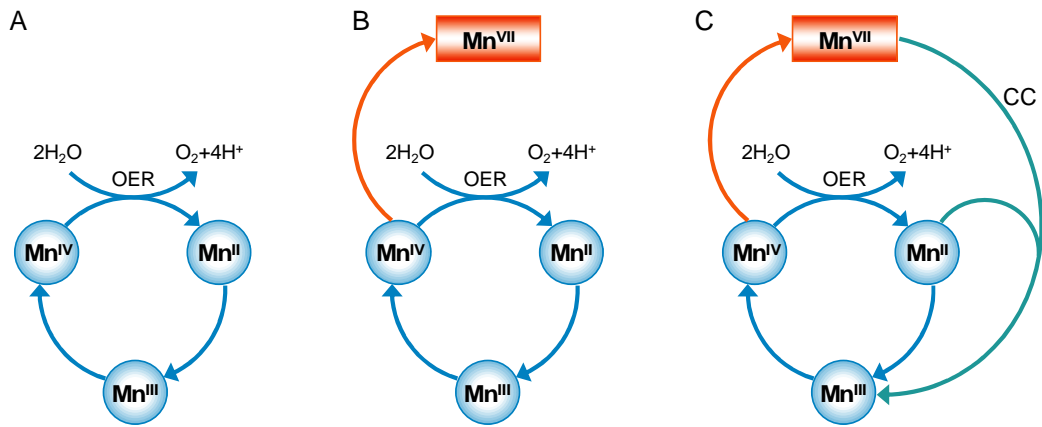 A
2H₂O
O₂+4H⁺
OER
Mnᴵⱽ
Mnᴵᴵ
Mnᴵᴵᴵ
B
Mnⱽᴵᴵ
2H₂O
O₂+4H⁺
OER
Mnᴵⱽ
Mnᴵᴵ
Mnᴵᴵᴵ
C
Mnⱽᴵᴵ
CC
2H₂O
O₂+4H⁺
OER
Mnᴵⱽ
Mnᴵᴵ
Mnᴵᴵᴵ